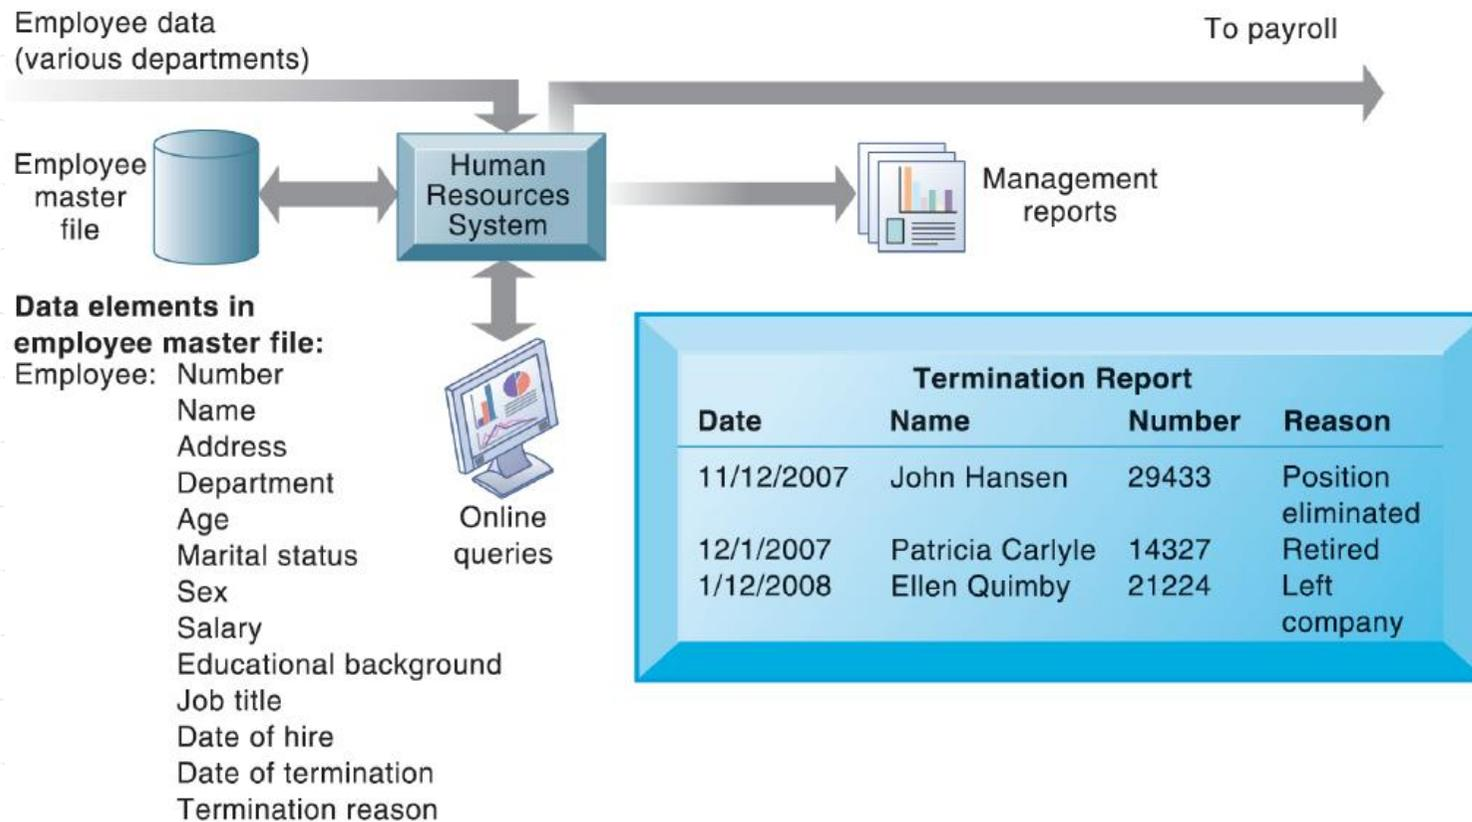 Employee data
(various departments)
To payroll
Employee
master
file
Human
Resources
System
Management
reports
Data elements in
employee master file:
Employee: Number
Name
Address
Department
Age
Marital status
Sex
Salary
Educational background
Job title
Date of hire
Date of termination
Termination reason
Online
queries
Termination Report
Date Name Number Reason
11/12/2007 John Hansen 29433 Position
eliminated
12/1/2007 Patricia Carlyle 14327 Retired
1/12/2008 Ellen Quimby 21224 Left
company